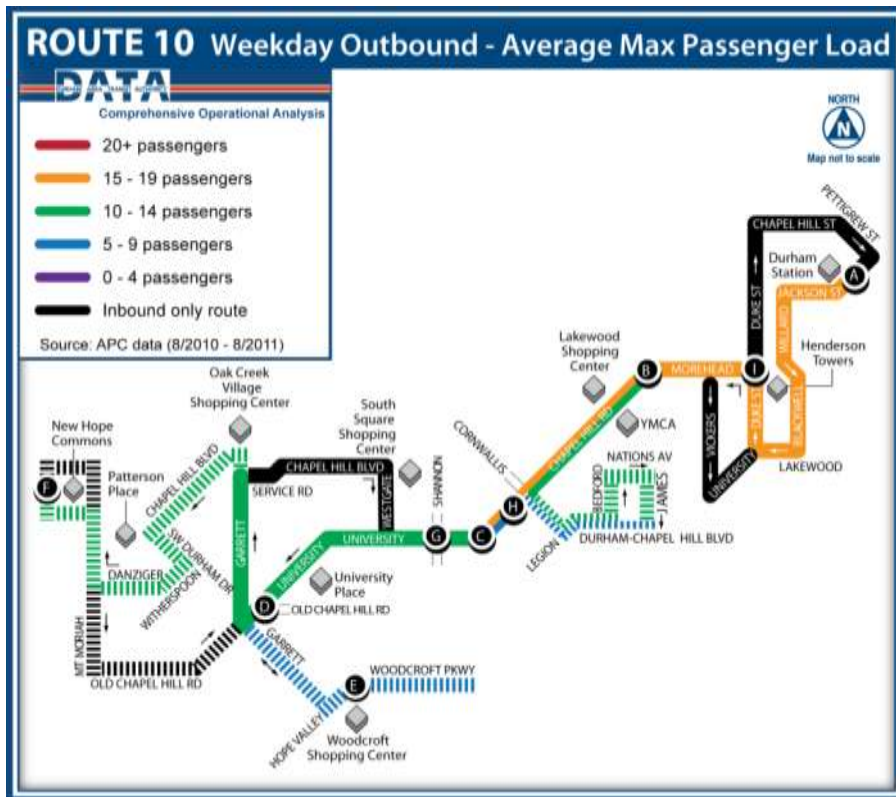 ROUTE 10 Weekday Outbound - Average Max Passenger Load
DATA
Comprehensive Operational Analysis
20+ passengers
15 - 19 passengers
10 - 14 passengers
5 - 9 passengers
0 - 4 passengers
Inbound only route
Source: APC data (8/2010 - 8/2011)
NORTH
N
Map not to scale
PETTIGREW ST
CHAPEL HILL ST
Durham
Station
A
JACKSON ST
DUKE ST
WILLARD
Henderson
Towers
I
Lakewood
Shopping
Center
B
MOREHEAD
DUKE ST
BLACKWELL
VICKERS
UNIVERSITY
LAKEWOOD
YMCA
CHAPEL HILL RD
CORNWALLIS
NATIONS AV
BEDFORD
JAMES
LEGION
DURHAM-CHAPEL HILL BLVD
H
C
G
SHANNON
Oak Creek
Village
Shopping Center
South
Square
Shopping
Center
New Hope
Commons
F
Patterson
Place
CHAPEL HILL BLVD
CHAPEL HILL BLVD
SERVICE RD
WESTGATE
UNIVERSITY
UNIVERSITY
GARRETT
SW DURHAM DR
DANZIGER
WITHERSPOON
University
Place
D
OLD CHAPEL HILL RD
MT MORIAH
OLD CHAPEL HILL RD
GARRETT
E
WOODCROFT PKWY
HOPE VALLEY
Woodcroft
Shopping Center